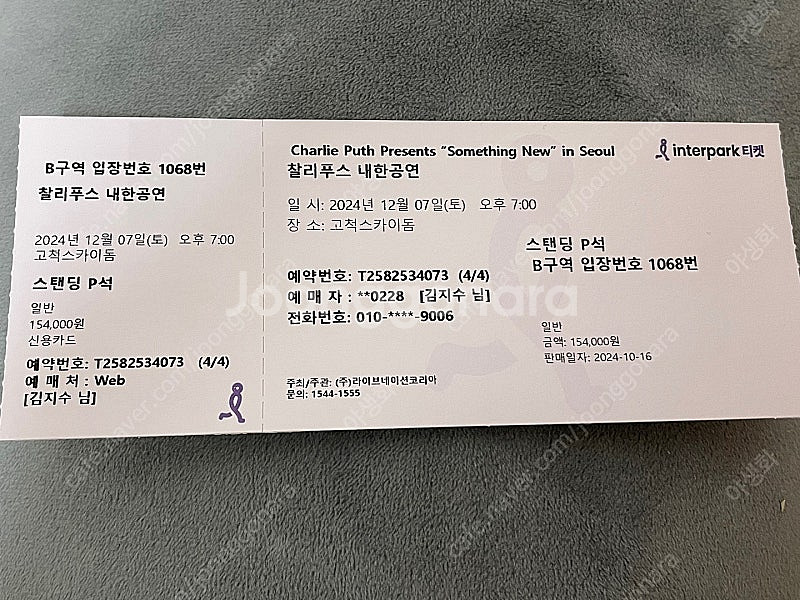 B구역 입장번호 1068번
찰리푸스 내한공연
2024년 12월 07일(토) 오후 7:00
고척스카이돔
스탠딩 P석
일반
154,000원
신용카드
예약번호: T2582534073 (4/4)
예 매 처 : Web
[김지수 님]
Charlie Puth Presents “Something New” in Seoul
찰리푸스 내한공연
interpark 티켓
일 시: 2024년 12월 07일(토) 오후 7:00
장 소: 고척스카이돔
스탠딩 P석
B구역 입장번호 1068번
예약번호: T2582534073 (4/4)
예 매 자 : **0228 [김지수 님]
전화번호: 010-****-9006
일반
금액: 154,000원
판매일자: 2024-10-16
주최/주관: (주)라이브네이션코리아
문의: 1544-1555
Joonggonara
cafe.naver.com/joonggonara
야생화